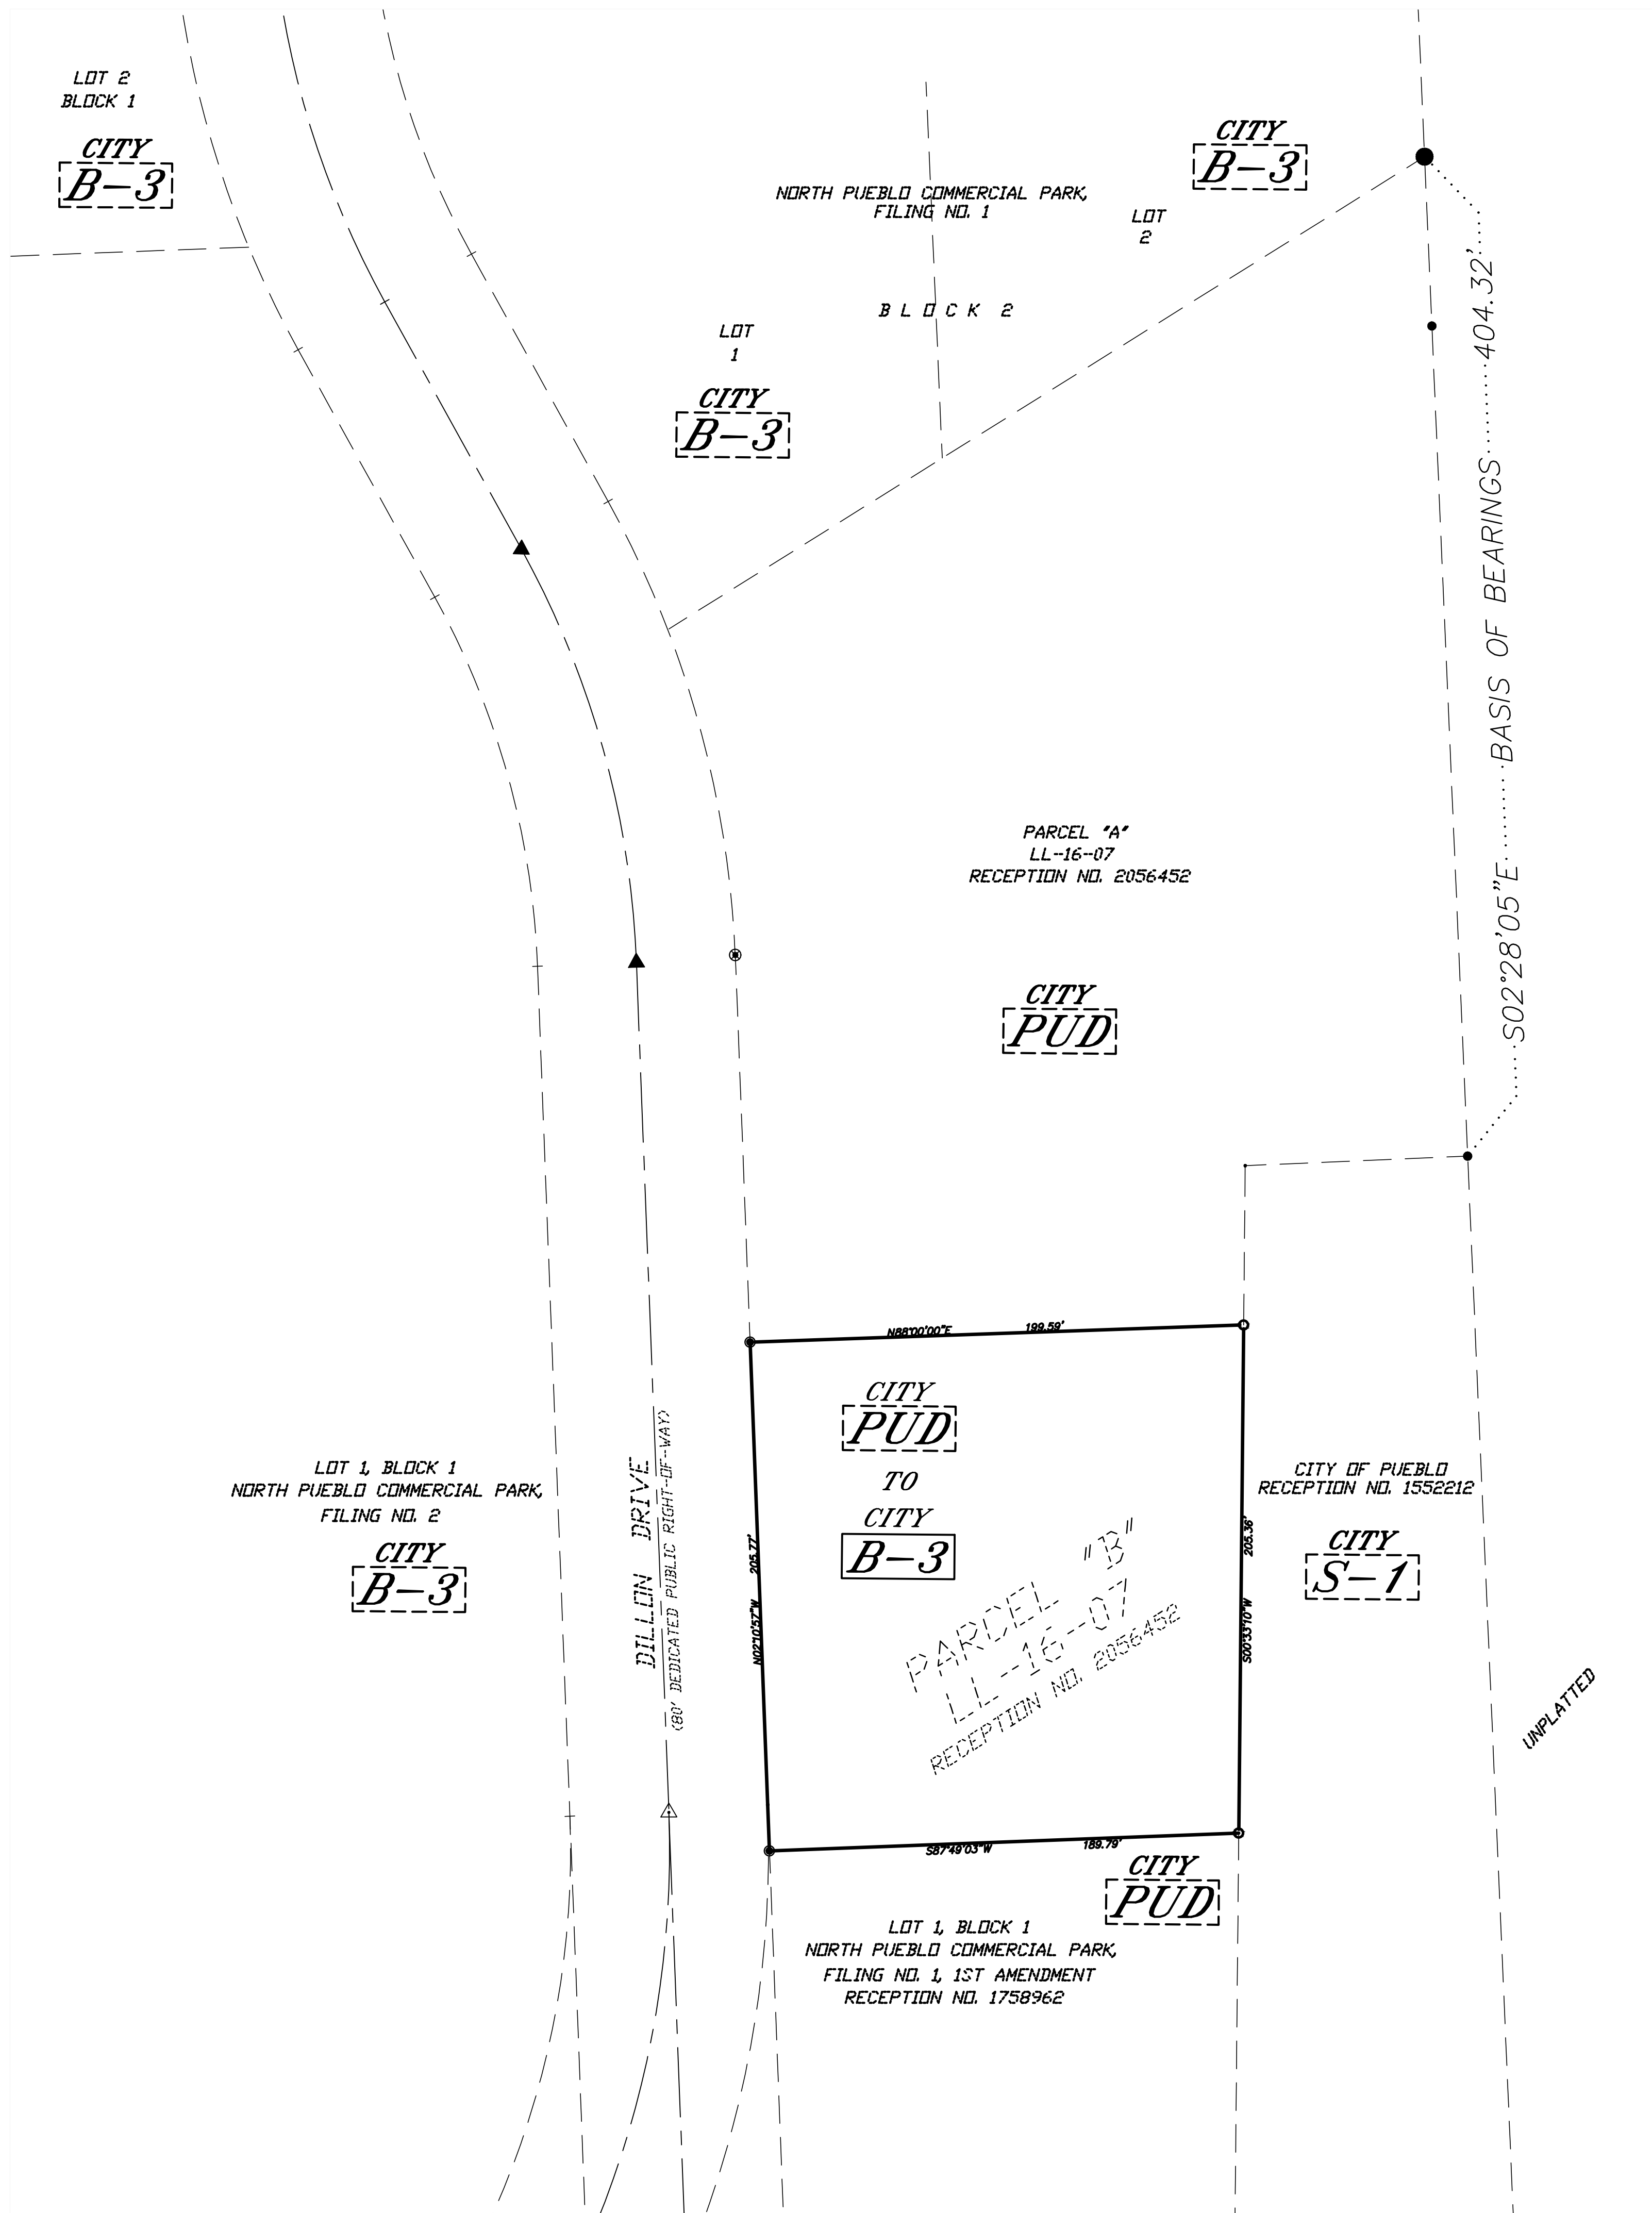 LOT 2
BLOCK 1
CITY
B-3
CITY
B-3
NORTH PUEBLO COMMERCIAL PARK,
FILING NO. 1
LOT
2
BLOCK 2
LOT
1
CITY
B-3
S02°28'05"E BASIS OF BEARINGS 404.32'
PARCEL "A"
LL-16-07
RECEPTION NO. 2056452
CITY
PUD
N88°00'00"E 199.59'
CITY
PUD
TO
CITY
B-3
PARCEL "B"
LL-16-07
RECEPTION NO. 2056452
N02°10'57"W 205.77'
S00°33'10"W 205.36'
S87°49'03"W 189.79'
DILLON DRIVE
(80' DEDICATED PUBLIC RIGHT-OF-WAY)
LOT 1, BLOCK 1
NORTH PUEBLO COMMERCIAL PARK,
FILING NO. 2
CITY
B-3
CITY OF PUEBLO
RECEPTION NO. 1552212
CITY
S-1
UNPLATTED
CITY
PUD
LOT 1, BLOCK 1
NORTH PUEBLO COMMERCIAL PARK,
FILING NO. 1, 1ST AMENDMENT
RECEPTION NO. 1758962